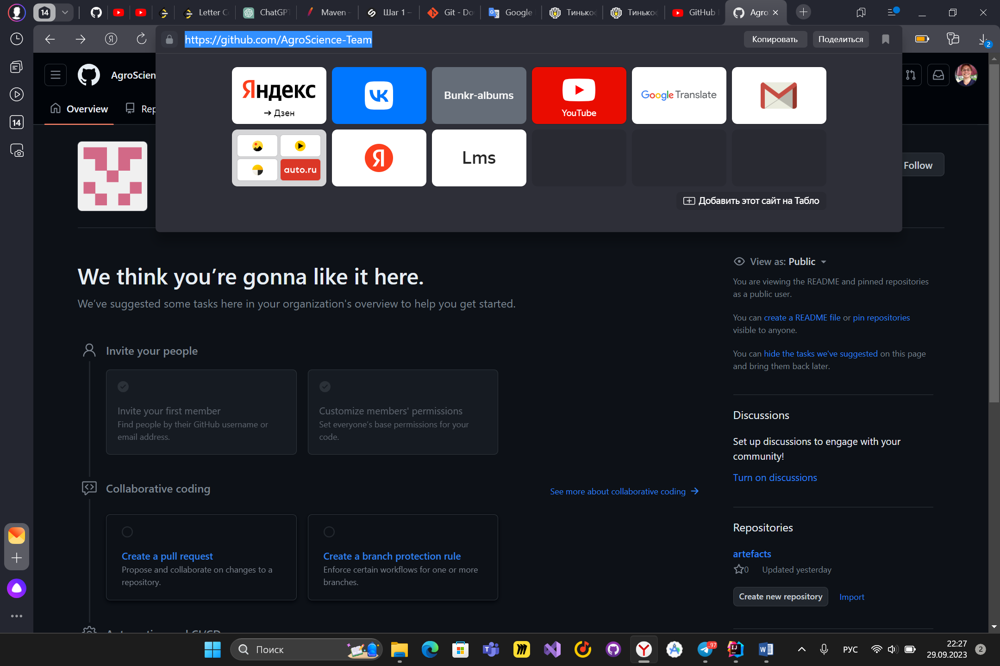 14
Letter C
ChatGPT
Maven
Шаг 1 –
Git - Do
Google
Тинько
Тинько
GitHub
Agro
https://github.com/AgroScience-Team
Копировать
Поделиться
2
AgroScien
Overview
Rep
14
Яндекс
➔ Дзен
Bunkr-albums
YouTube
Google Translate
auto.ru
Я
Lms
Добавить этот сайт на Табло
Follow
We think you’re gonna like it here.
We’ve suggested some tasks here in your organization's overview to help you get started.
View as: Public
You are viewing the README and pinned repositories
as a public user.
You can create a README file or pin repositories
visible to anyone.
You can hide the tasks we've suggested on this page
and bring them back later.
Invite your people
Invite your first member
Find people by their GitHub username or
email address.
Customize members' permissions
Set everyone’s base permissions for your
code.
Discussions
Set up discussions to engage with your
community!
Turn on discussions
Collaborative coding
See more about collaborative coding
Create a pull request
Propose and collaborate on changes to a
repository.
Create a branch protection rule
Enforce certain workflows for one or more
branches.
Repositories
artefacts
0 Updated yesterday
Create new repository
Import
Поиск
..97
РУС
22:27
29.09.2023
2